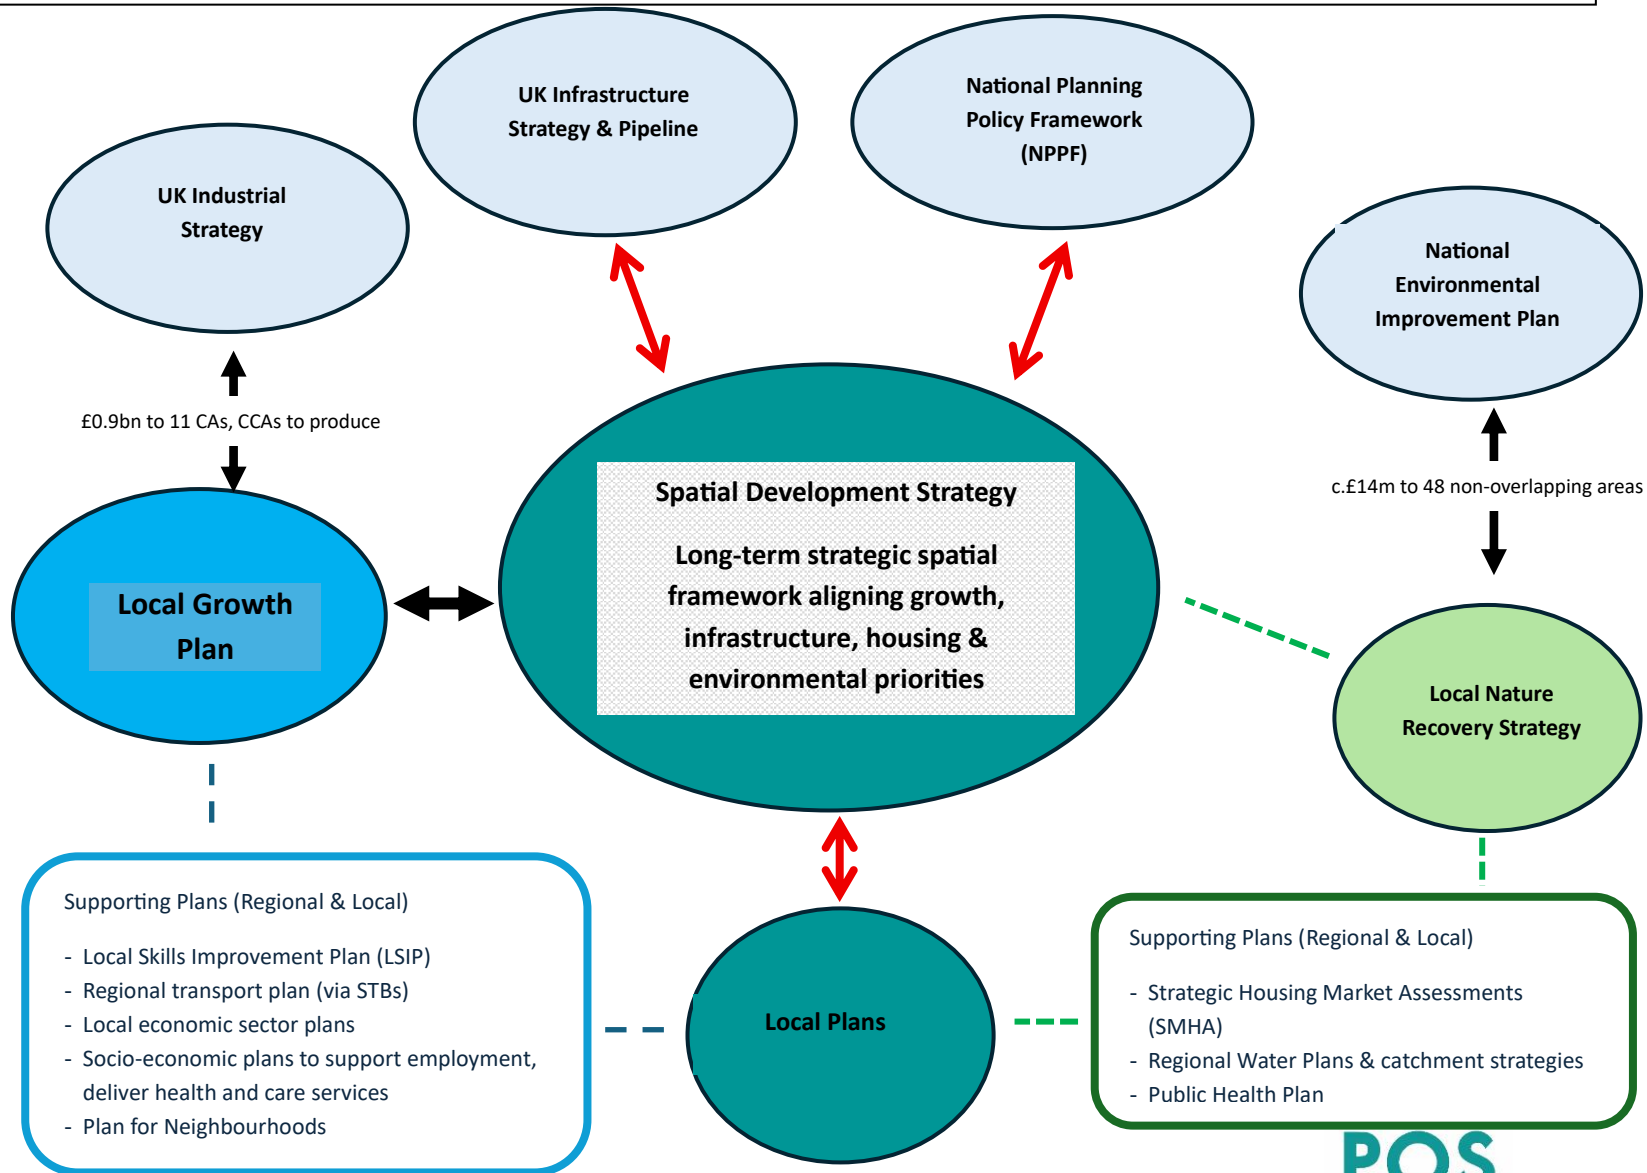 UK Infrastructure
Strategy & Pipeline
National Planning
Policy Framework
(NPPF)
UK Industrial
Strategy
National
Environmental
Improvement Plan
£0.9bn to 11 CAs, CCAs to produce
c.£14m to 48 non-overlapping areas
Spatial Development Strategy
Long-term strategic spatial
framework aligning growth,
infrastructure, housing &
environmental priorities
Local Growth
Plan
Local Nature
Recovery Strategy
Supporting Plans (Regional & Local)
- Local Skills Improvement Plan (LSIP)
- Regional transport plan (via STBs)
- Local economic sector plans
- Socio-economic plans to support employment,
deliver health and care services
- Plan for Neighbourhoods
Local Plans
Supporting Plans (Regional & Local)
- Strategic Housing Market Assessments
(SMHA)
- Regional Water Plans & catchment strategies
- Public Health Plan
POS